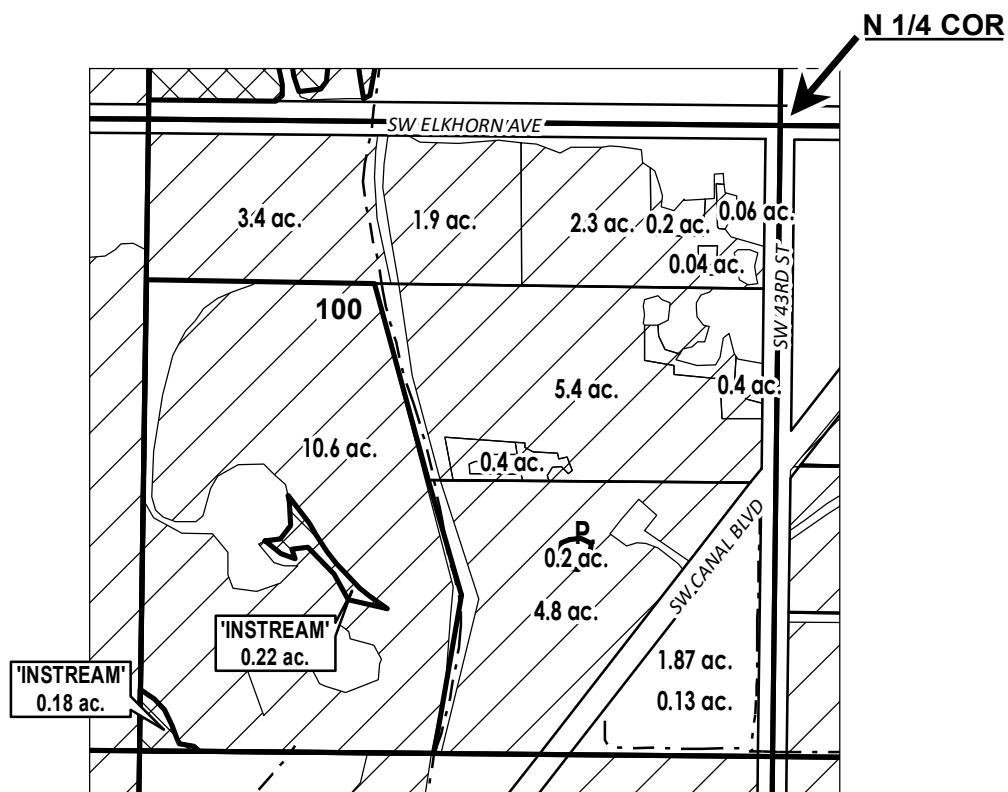 N 1/4 COR
SW ELKHORN AVE
3.4 ac.
1.9 ac.
2.3 ac.
0.2 ac.
0.06 ac.
0.04 ac.
SW 43RD ST
100
5.4 ac.
0.4 ac.
10.6 ac.
0.4 ac.
P
0.2 ac.
SW CANAL BLVD
4.8 ac.
'INSTREAM'
0.22 ac.
1.87 ac.
'INSTREAM'
0.18 ac.
0.13 ac.